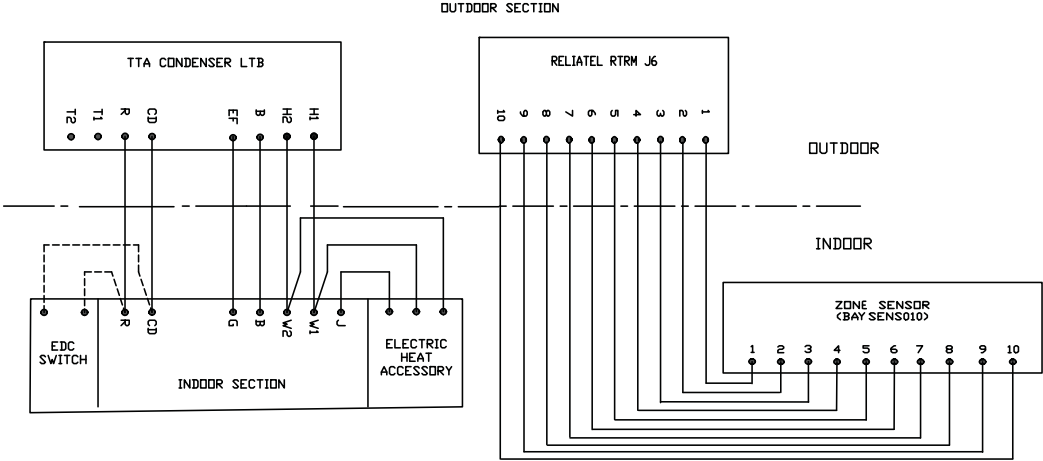 OUTDOOR SECTION
TTA CONDENSER LTB
RELIATEL RTRM J6
T2 T1 R CD EF B H2 H1
10 9 8 7 6 5 4 3 2 1
OUTDOOR
INDOOR
ZONE SENSOR
(BAYSENS010)
R CD G B W2 W1 J
EDC
SWITCH
INDOOR SECTION
ELECTRIC
HEAT
ACCESSORY
1 2 3 4 5 6 7 8 9 10